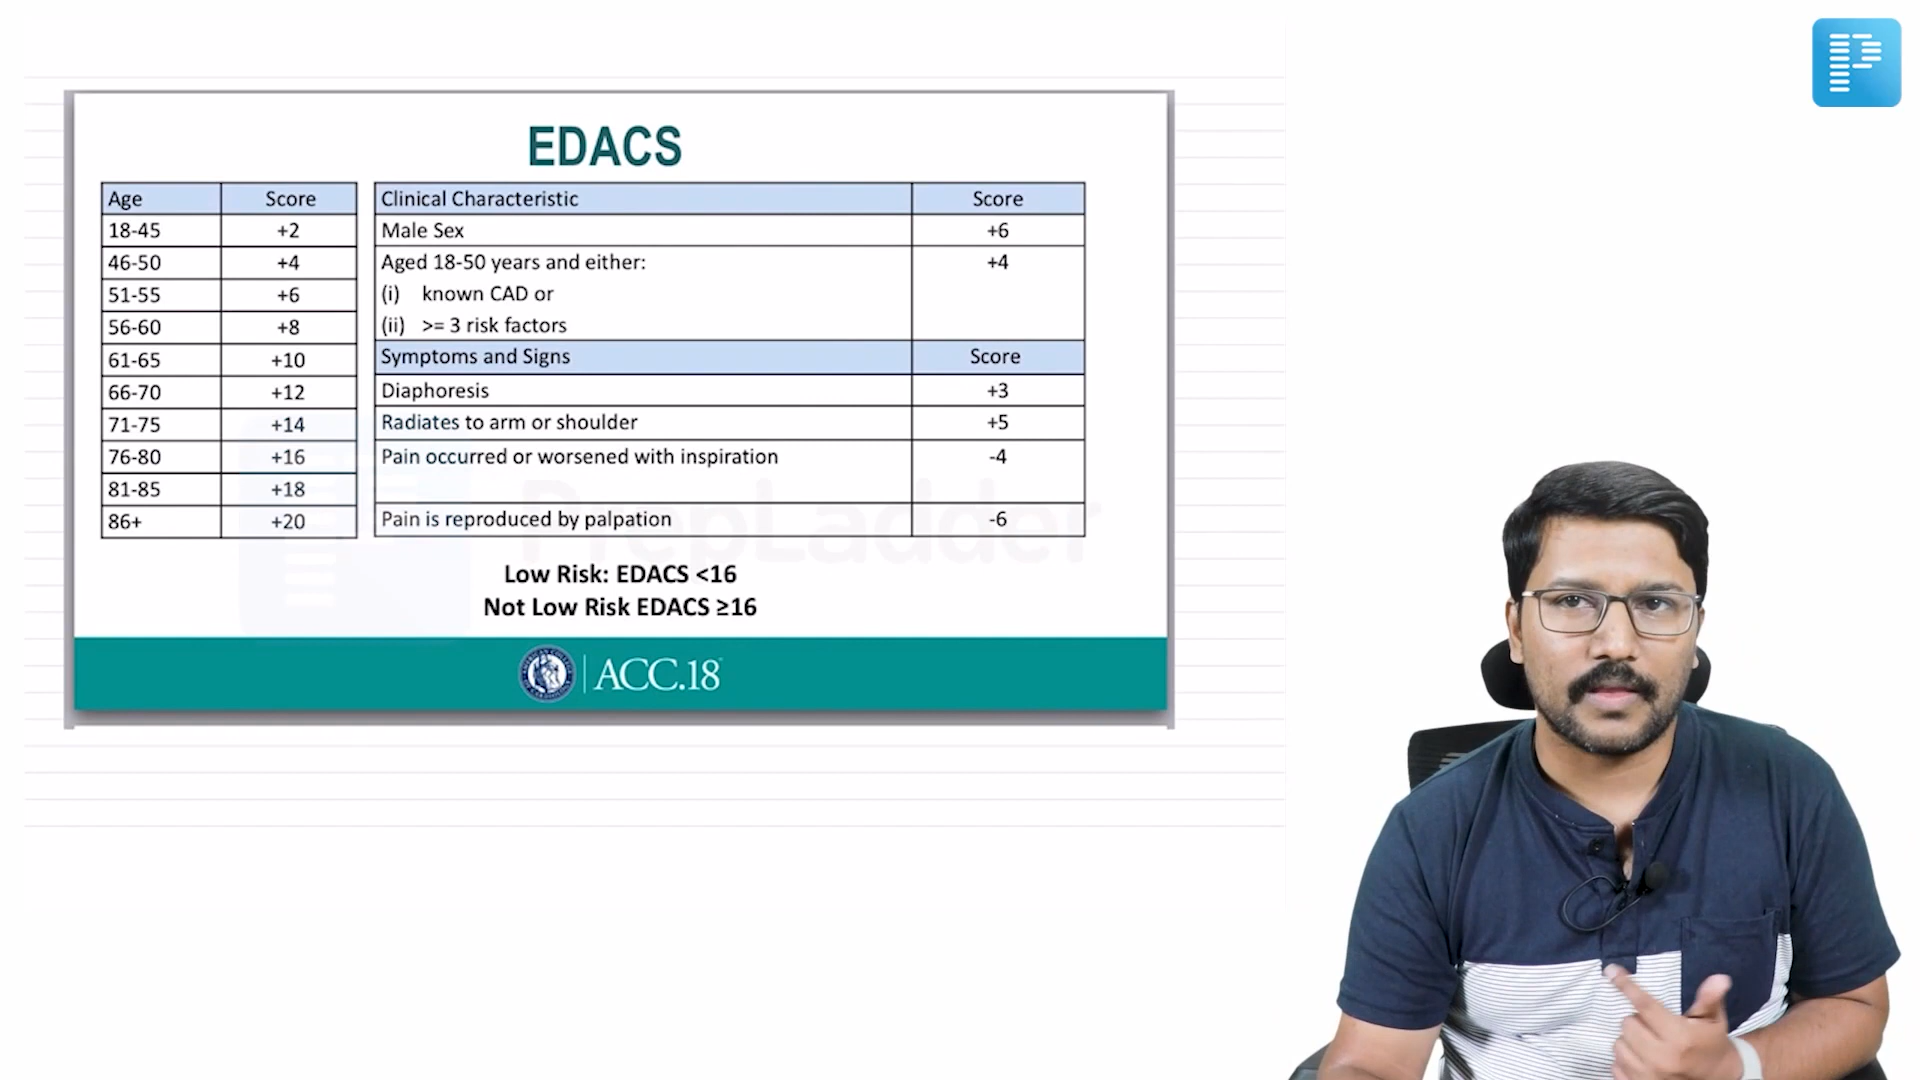 EDACS
Age Score
18-45 +2
46-50 +4
51-55 +6
56-60 +8
61-65 +10
66-70 +12
71-75 +14
76-80 +16
81-85 +18
86+ +20
Clinical Characteristic Score
Male Sex +6
Aged 18-50 years and either: +4
(i) known CAD or
(ii) >= 3 risk factors
Symptoms and Signs Score
Diaphoresis +3
Radiates to arm or shoulder +5
Pain occurred or worsened with inspiration -4
Pain is reproduced by palpation -6
PrepLadder
Low Risk: EDACS <16
Not Low Risk EDACS ≥16
ACC.18